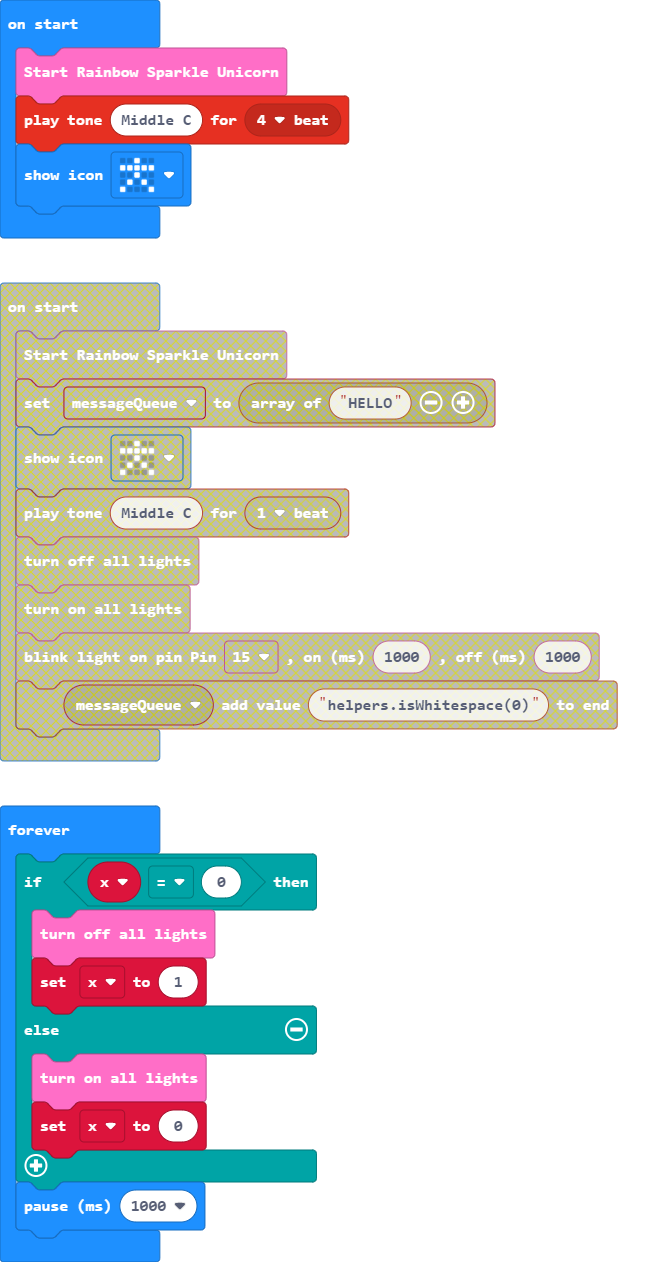 on start
Start Rainbow Sparkle Unicorn
play tone Middle C for 4 beat
show icon
on start
Start Rainbow Sparkle Unicorn
set messageQueue to array of "HELLO"
show icon
play tone Middle C for 1 beat
turn off all lights
turn on all lights
blink light on pin Pin 15 , on (ms) 1000 , off (ms) 1000
messageQueue add value "helpers.isWhitespace(0)" to end
forever
if x = 0 then
turn off all lights
set x to 1
else
turn on all lights
set x to 0
pause (ms) 1000